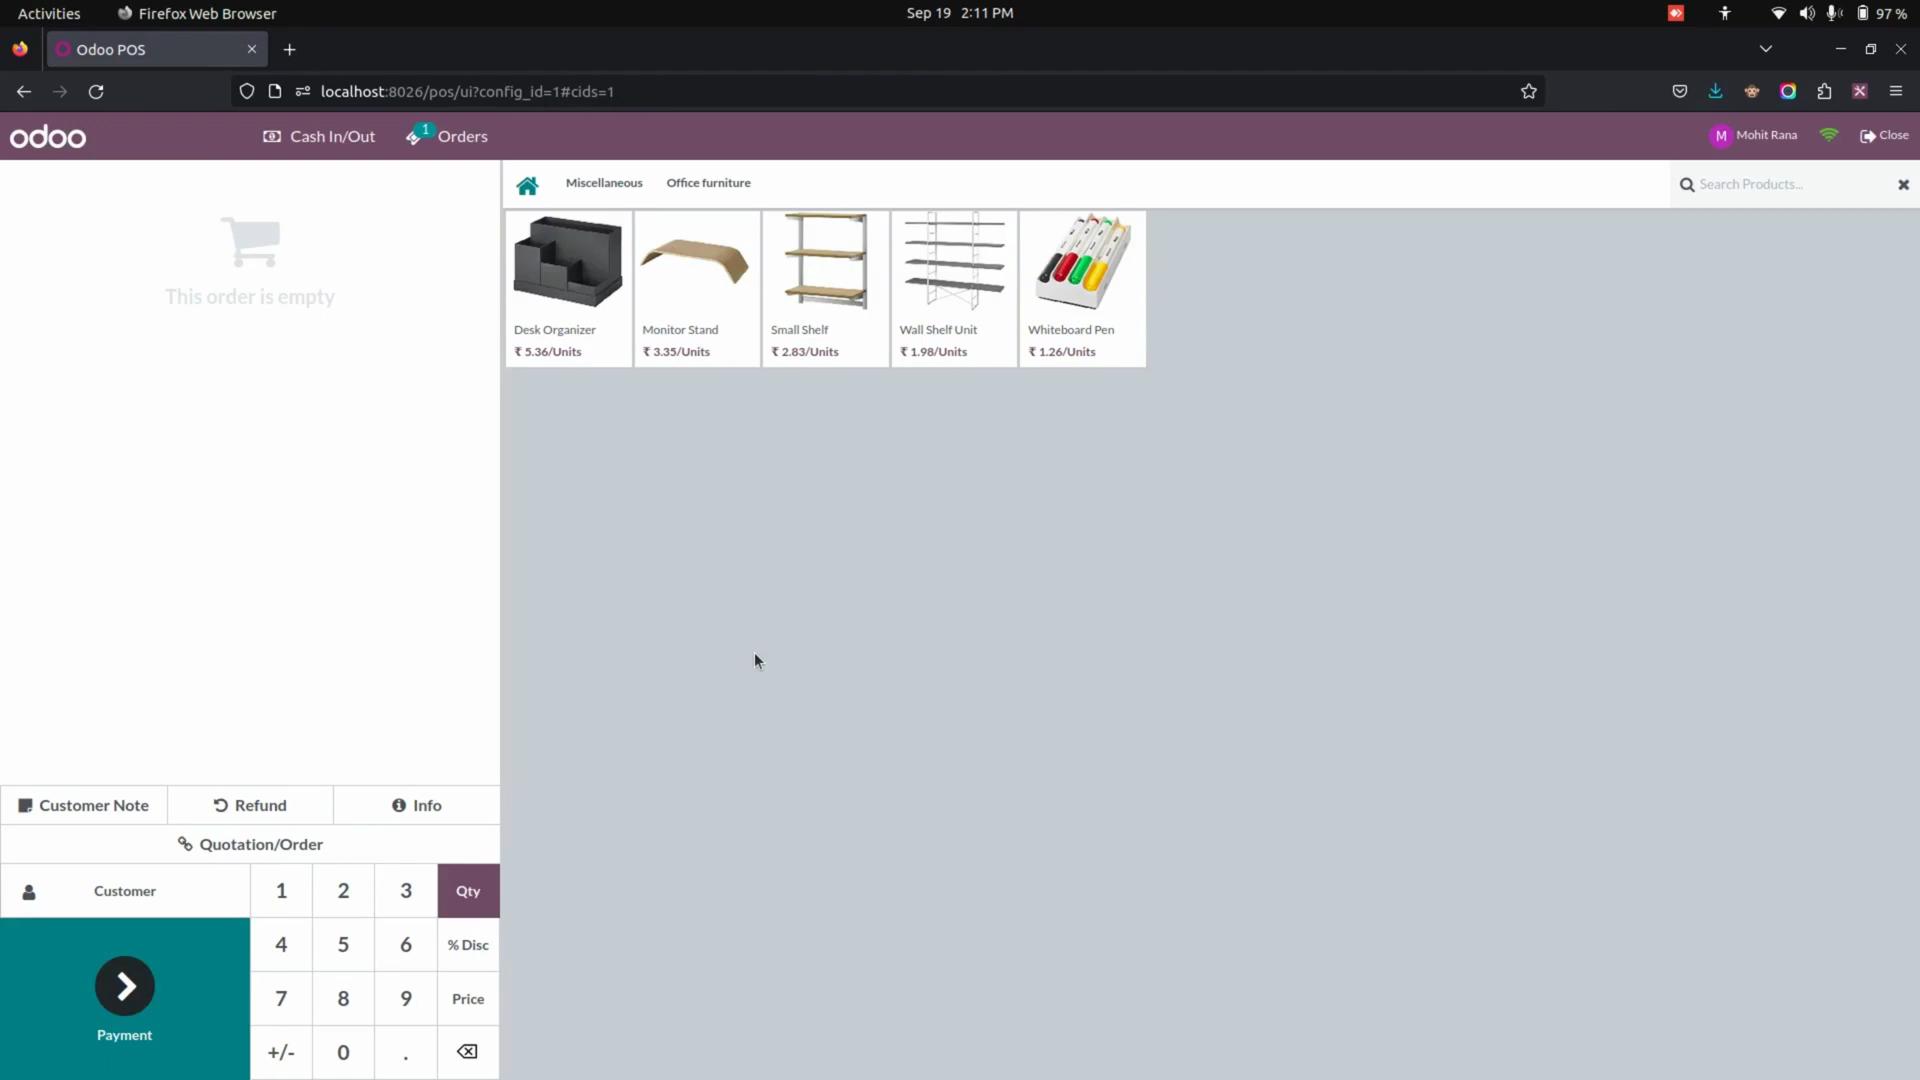 Activities Firefox Web Browser Sep 19 2:11 PM 97 %
Odoo POS
localhost:8026/pos/ui?config_id=1#cids=1
odoo Cash In/Out 1 Orders M Mohit Rana Close
Miscellaneous Office furniture Search Products...
This order is empty
Desk Organizer Monitor Stand Small Shelf Wall Shelf Unit Whiteboard Pen
₹ 5.36/Units ₹ 3.35/Units ₹ 2.83/Units ₹ 1.98/Units ₹ 1.26/Units
Customer Note Refund Info
Quotation/Order
Customer 1 2 3 Qty
4 5 6 % Disc
7 8 9 Price
Payment
+/- 0 .